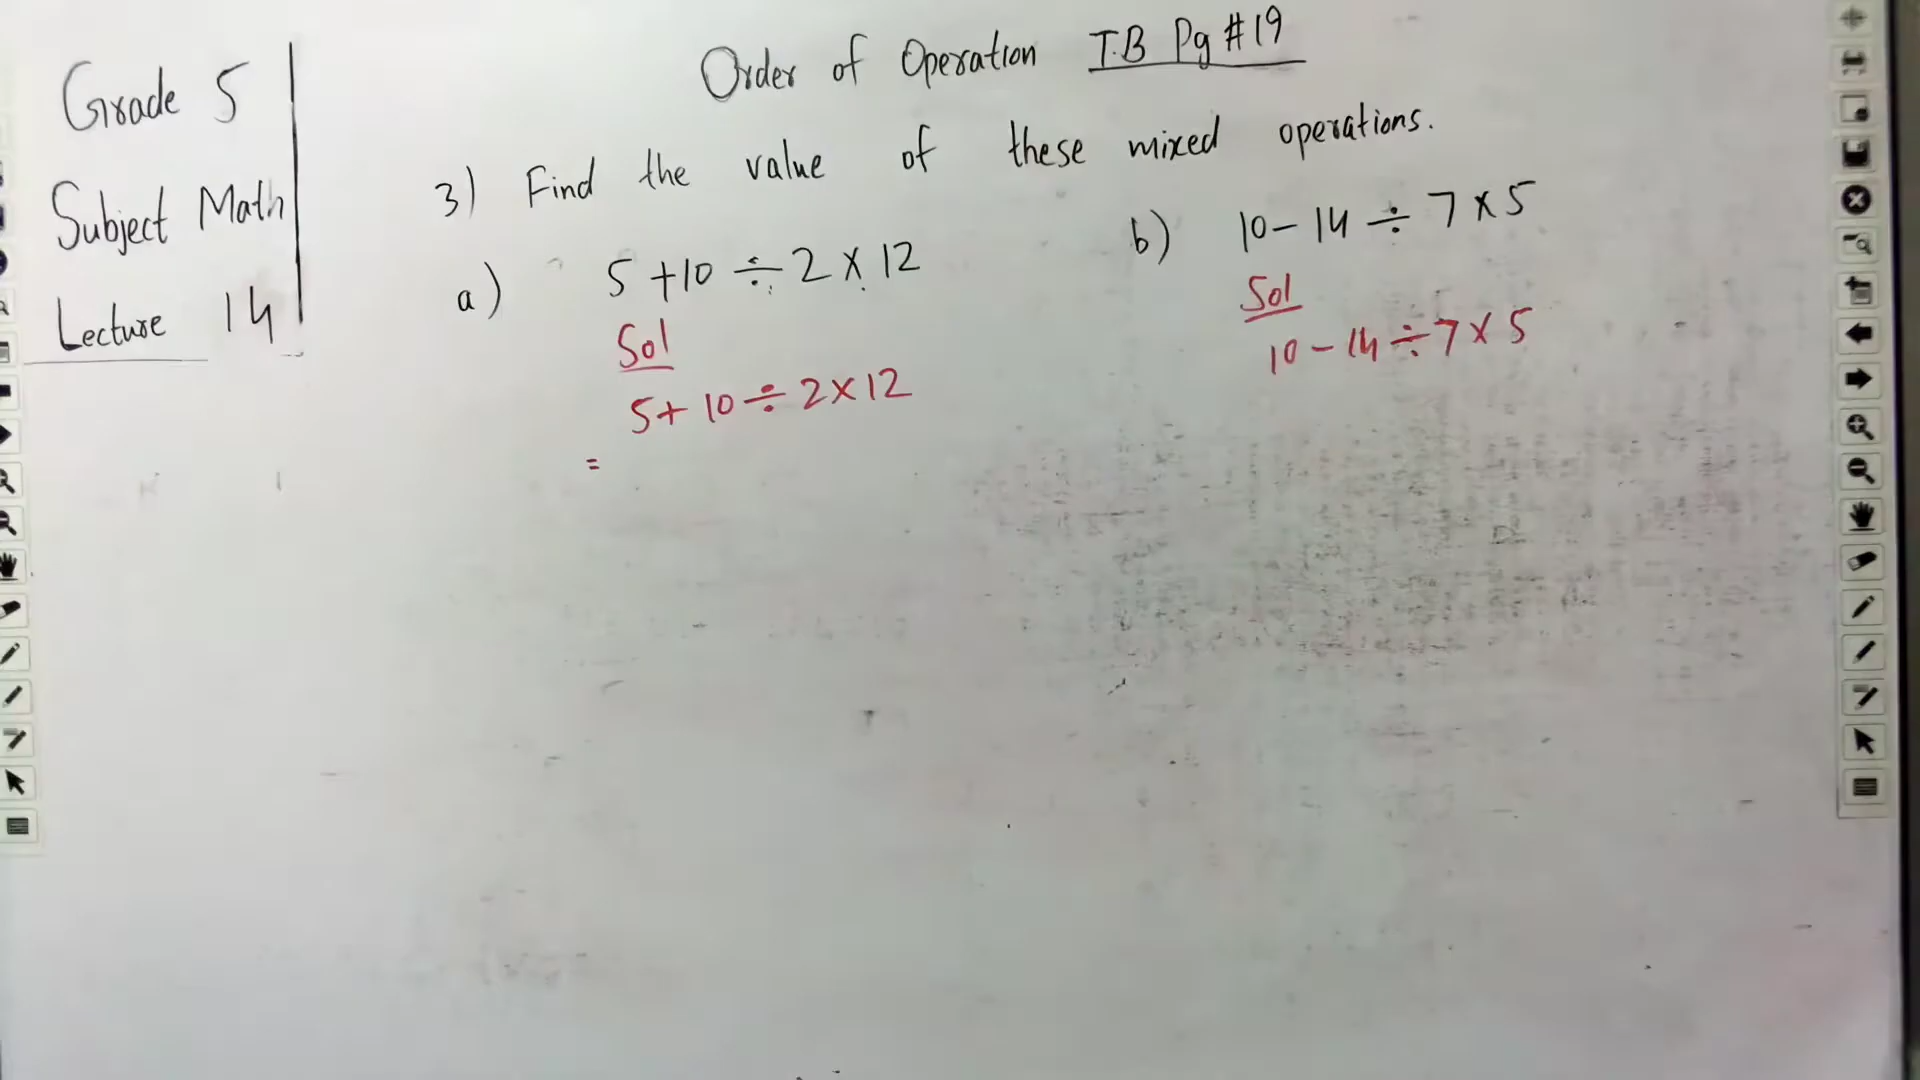 Grade 5
Subject Math
Lecture 14
Order of Operation T.B Pg #19
3) Find the value of these mixed operations.
a) 5 + 10 ÷ 2 × 12
Sol
5 + 10 ÷ 2 × 12
=
b) 10 - 14 ÷ 7 × 5
Sol
10 - 14 ÷ 7 × 5